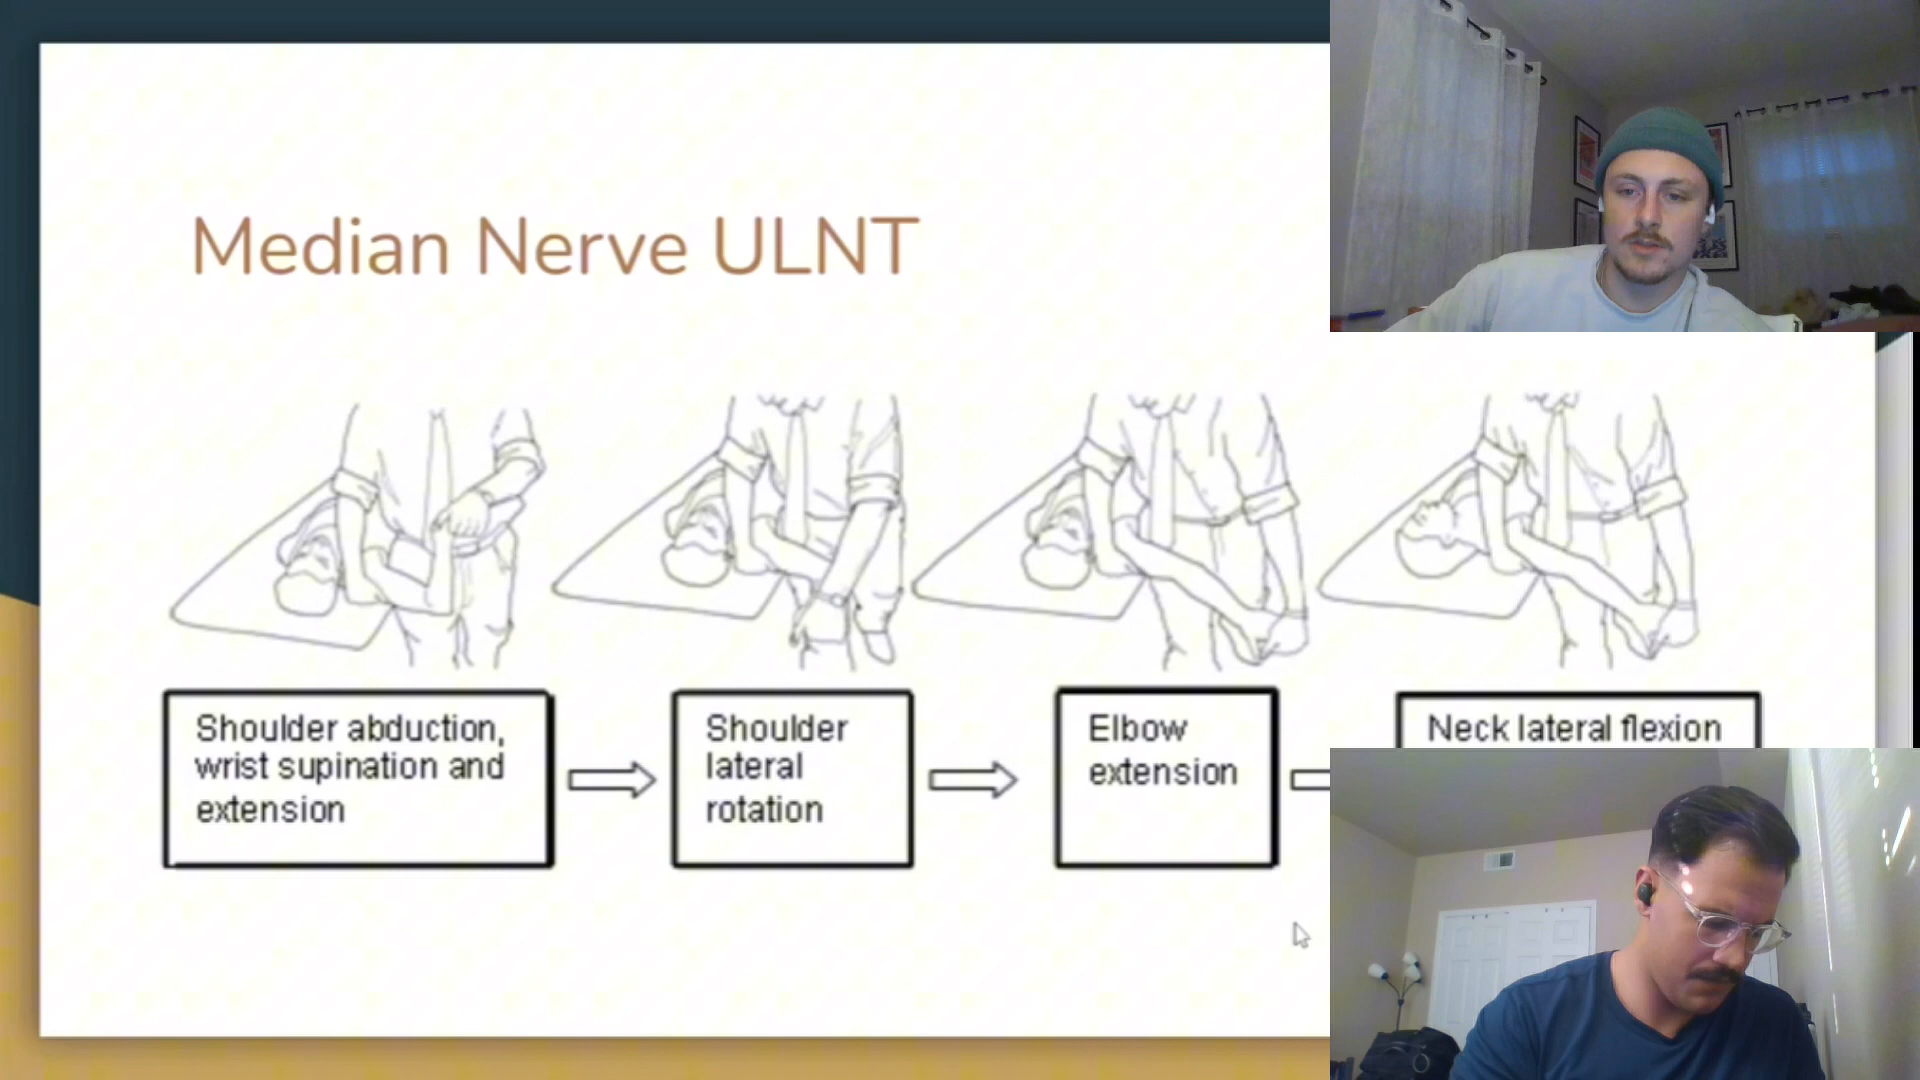 Median Nerve ULNT
Shoulder abduction,
wrist supination and
extension
Shoulder
lateral
rotation
Elbow
extension
Neck lateral flexion